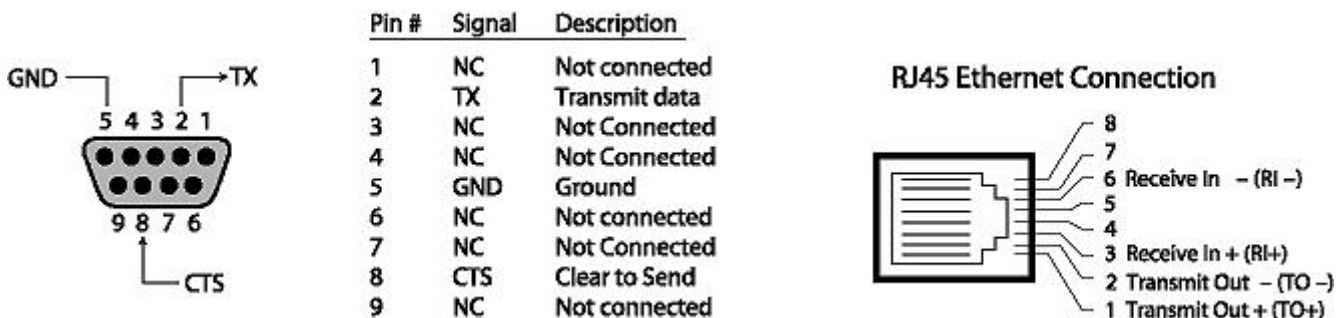 GND
TX
5 4 3 2 1
9 8 7 6
CTS
Pin # Signal Description
1 NC Not connected
2 TX Transmit data
3 NC Not Connected
4 NC Not Connected
5 GND Ground
6 NC Not connected
7 NC Not Connected
8 CTS Clear to Send
9 NC Not connected
RJ45 Ethernet Connection
8
7
6 Receive In – (RI –)
5
4
3 Receive In + (RI+)
2 Transmit Out – (TO –)
1 Transmit Out + (TO+)